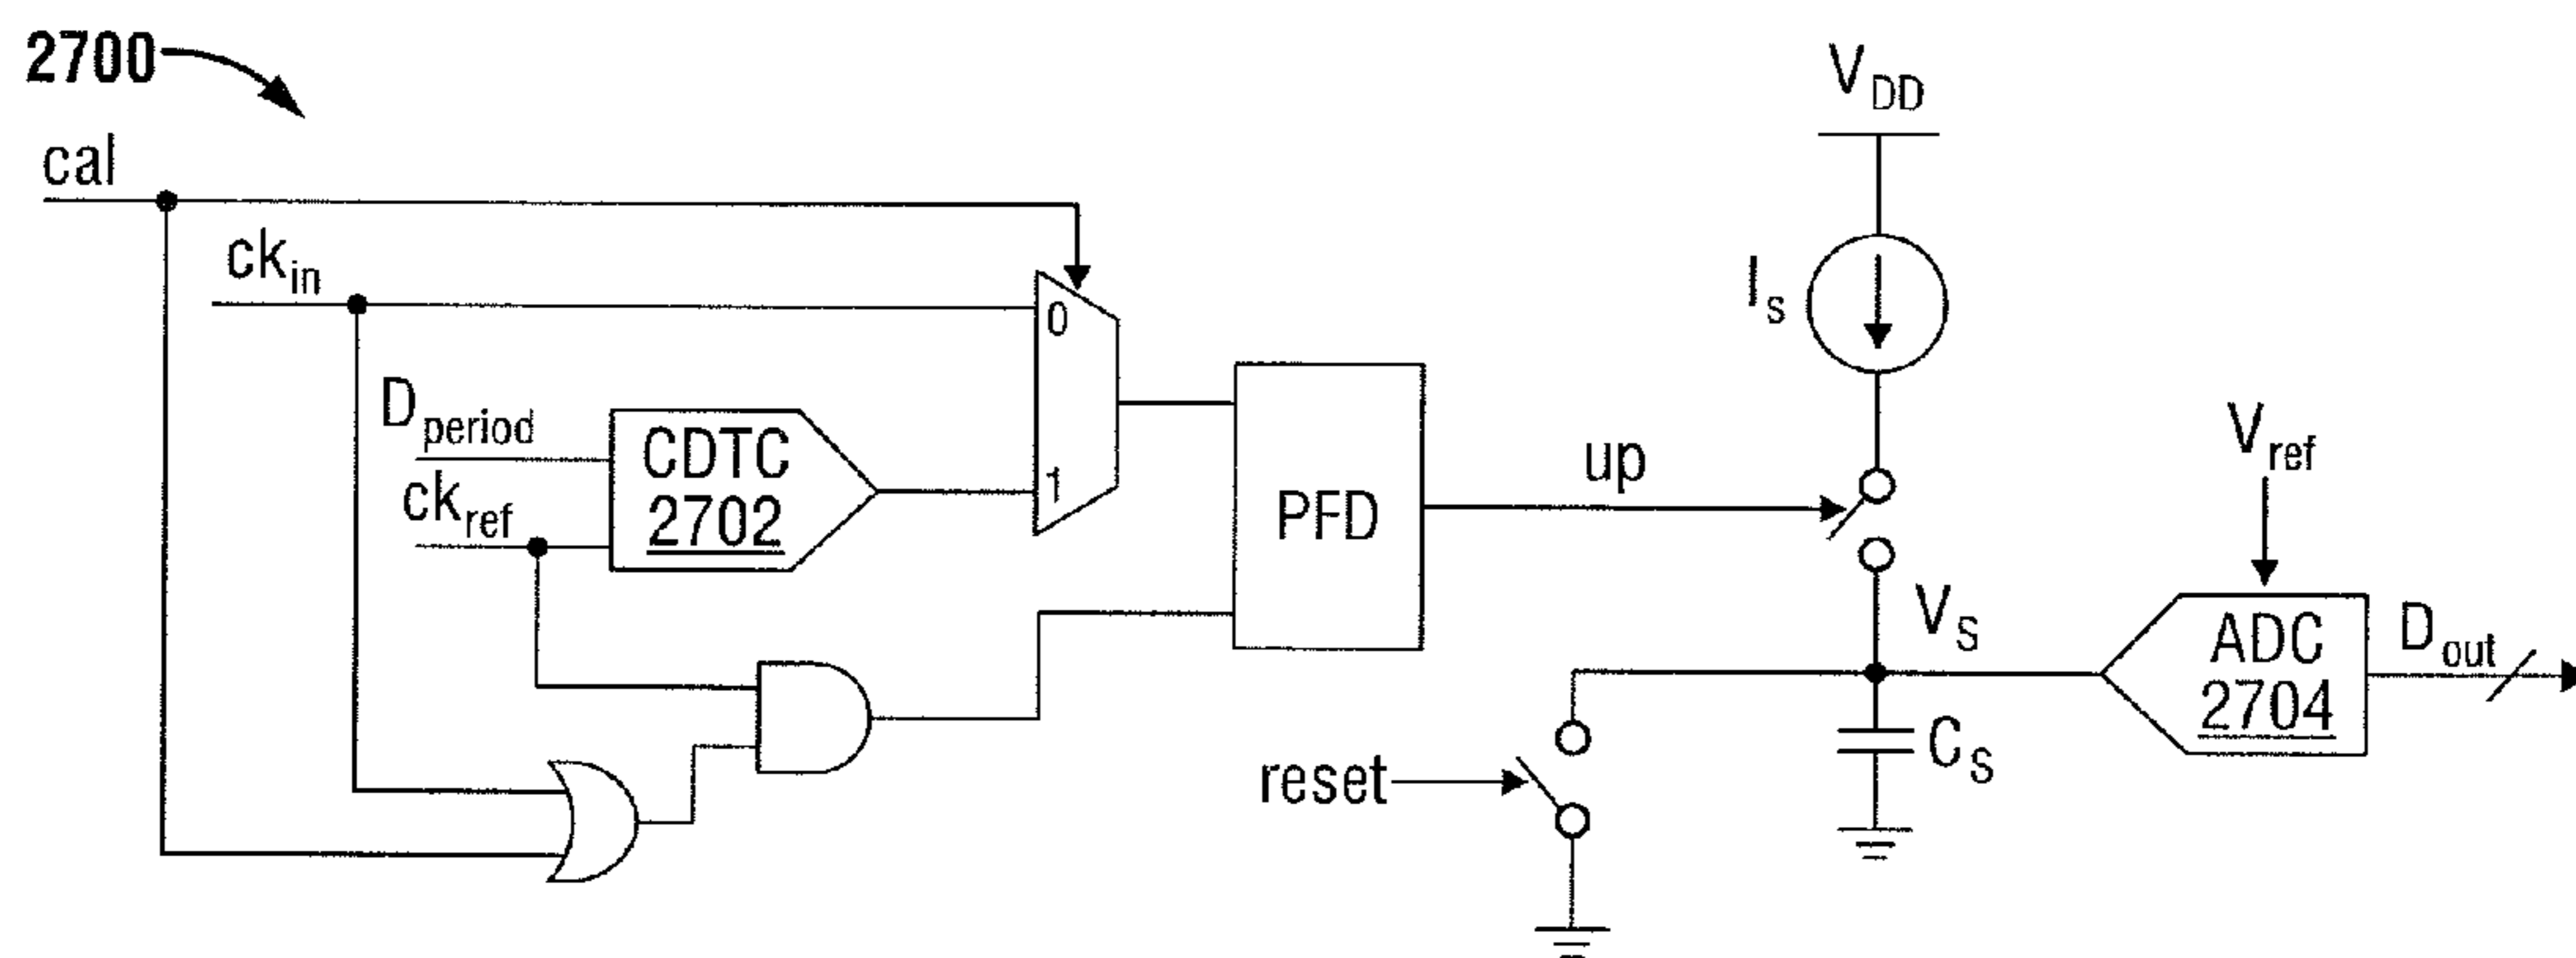 2700
V_DD
cal
ck_in
0
I_s
D_period
CDTC
2702
ck_ref
1
PFD
up
V_ref
V_S
ADC
2704
D_out
reset
C_S